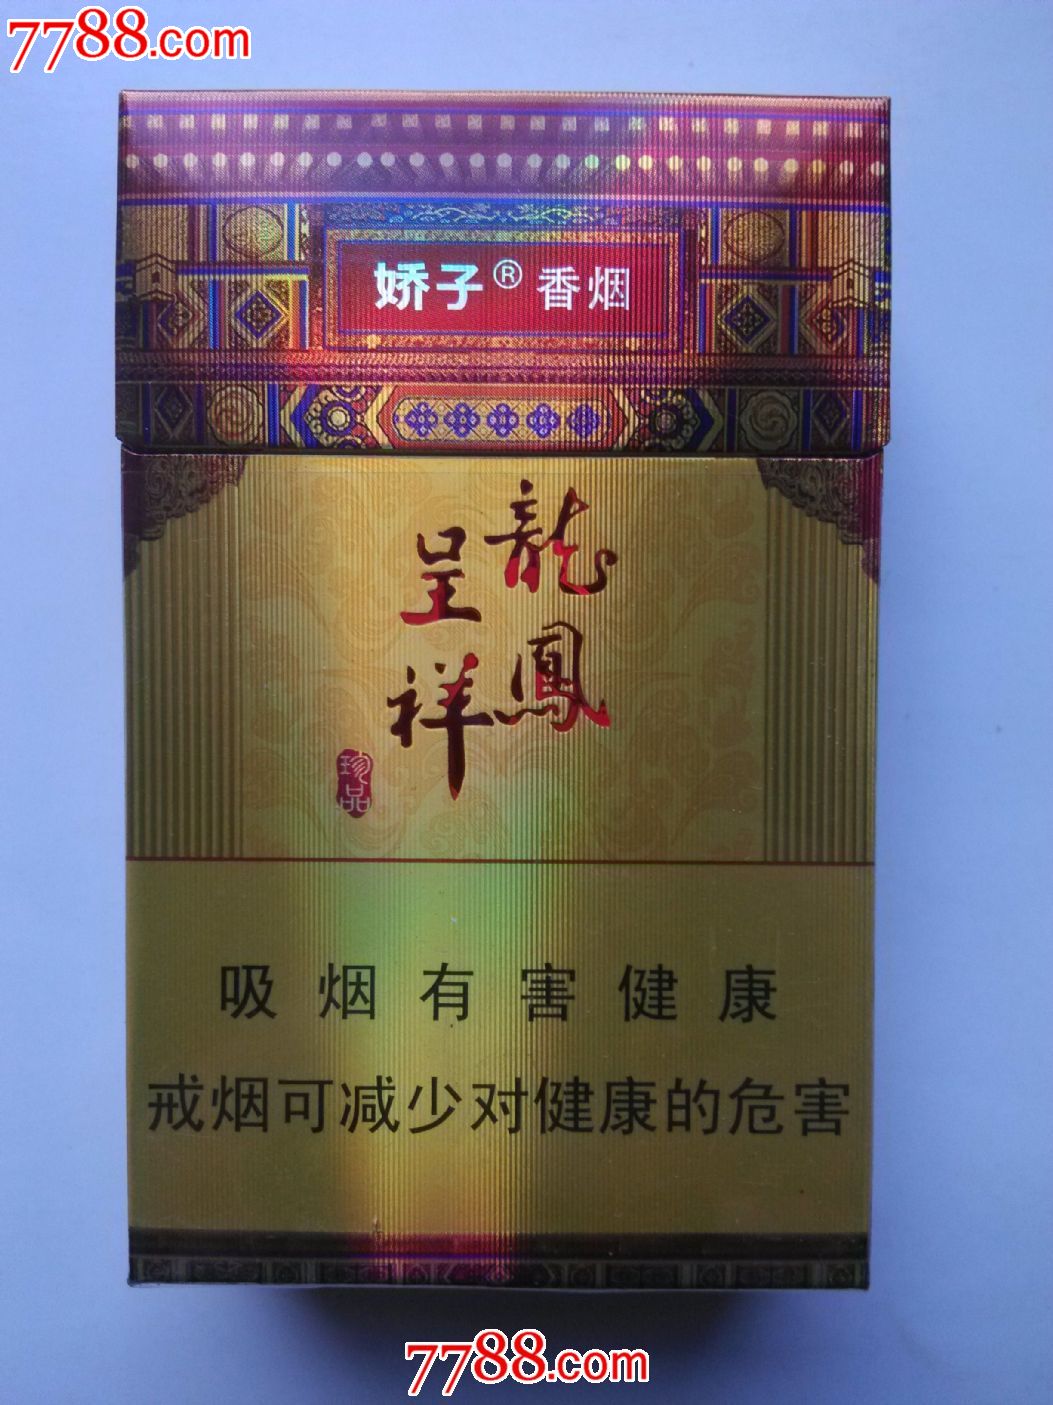 7788.com
娇子® 香烟
龍鳳
呈祥
珍品
吸烟有害健康
戒烟可减少对健康的危害
7788.com